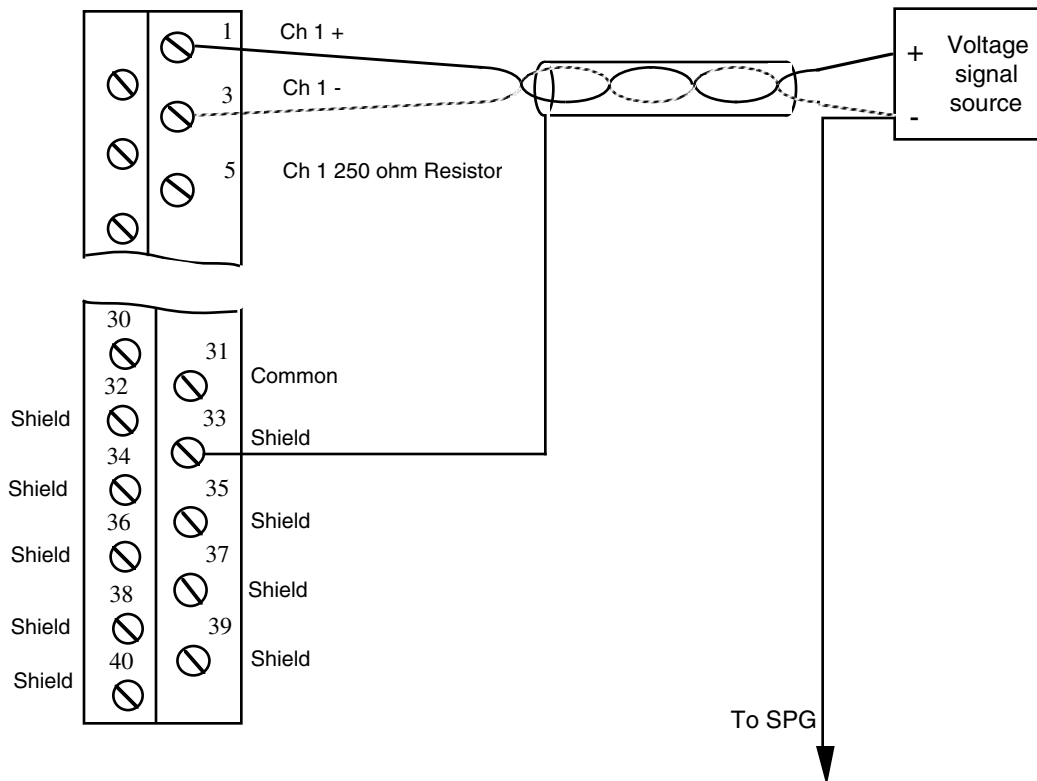 1
Ch 1 +
3
Ch 1 -
5
Ch 1 250 ohm Resistor
+
-
Voltage
signal
source
30
31
Common
32
Shield
33
Shield
34
Shield
35
Shield
36
Shield
37
Shield
38
Shield
39
Shield
40
Shield
To SPG